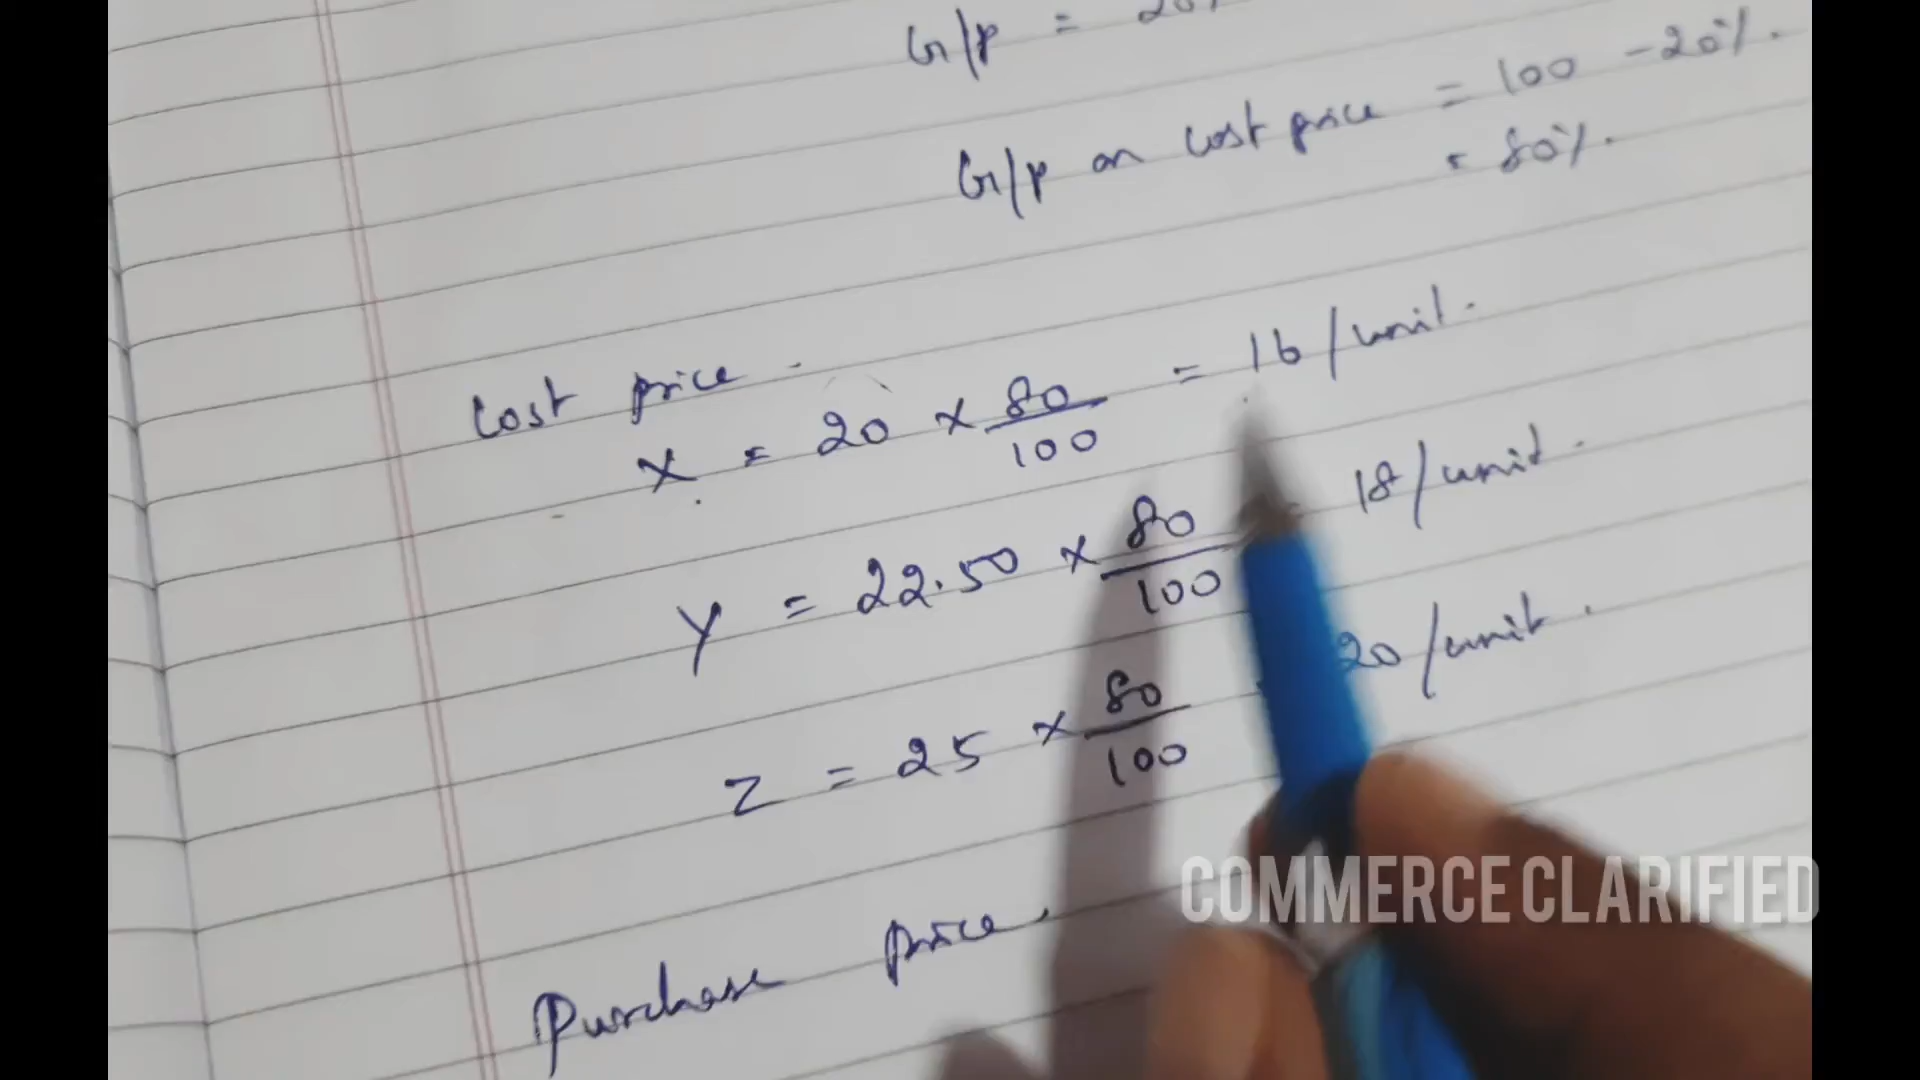 G/P = 20%
G/P on cost price = 100 - 20%.
= 80%.
Cost price.
X = 20 × 80/100 = 16/unit.
Y = 22.50 × 80/100 = 18/unit.
Z = 25 × 80/100 = 20/unit.
Purchase price.
COMMERCE CLARIFIED